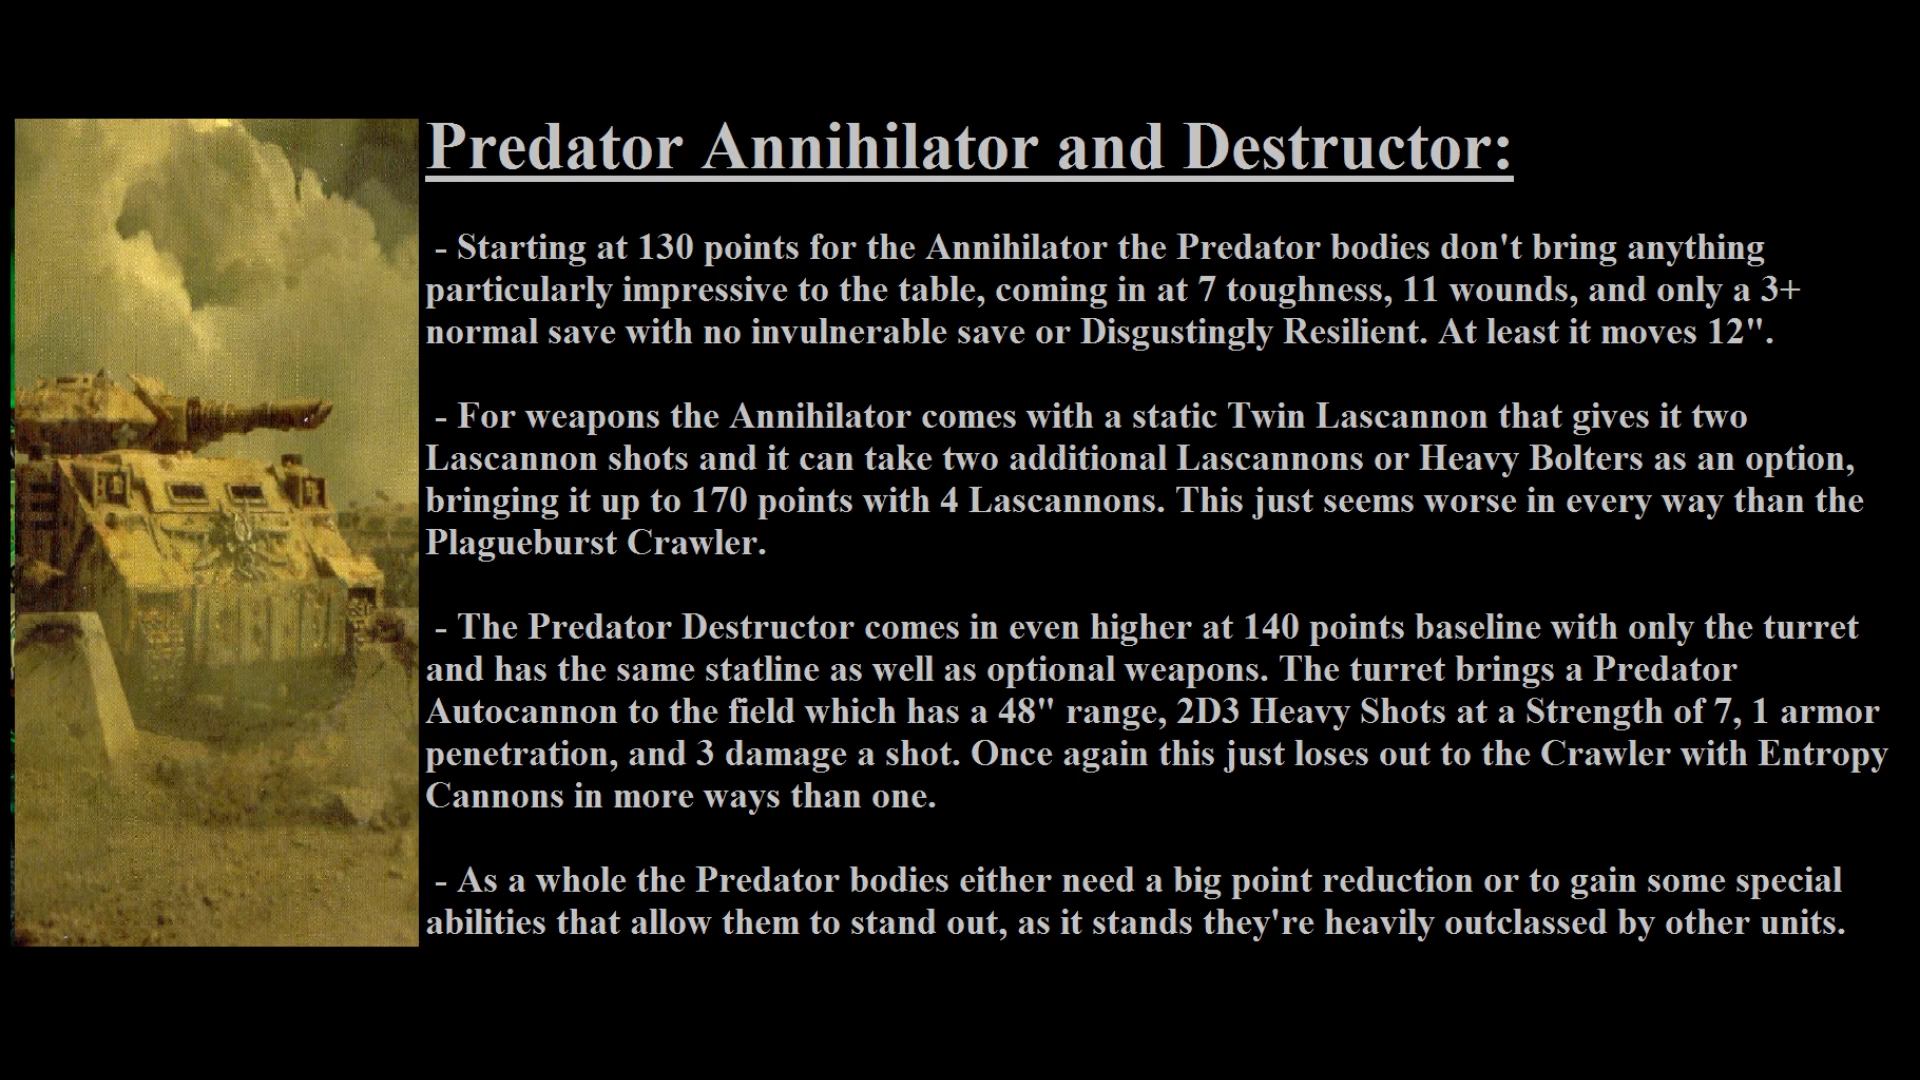 Predator Annihilator and Destructor:
- Starting at 130 points for the Annihilator the Predator bodies don't bring anything
particularly impressive to the table, coming in at 7 toughness, 11 wounds, and only a 3+
normal save with no invulnerable save or Disgustingly Resilient. At least it moves 12".
- For weapons the Annihilator comes with a static Twin Lascannon that gives it two
Lascannon shots and it can take two additional Lascannons or Heavy Bolters as an option,
bringing it up to 170 points with 4 Lascannons. This just seems worse in every way than the
Plagueburst Crawler.
- The Predator Destructor comes in even higher at 140 points baseline with only the turret
and has the same statline as well as optional weapons. The turret brings a Predator
Autocannon to the field which has a 48" range, 2D3 Heavy Shots at a Strength of 7, 1 armor
penetration, and 3 damage a shot. Once again this just loses out to the Crawler with Entropy
Cannons in more ways than one.
- As a whole the Predator bodies either need a big point reduction or to gain some special
abilities that allow them to stand out, as it stands they're heavily outclassed by other units.